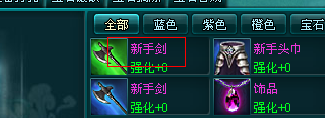 全部 蓝色 紫色 橙色 宝石
新手剑 新手头巾
强化+0 强化+0
新手剑 饰品
强化+0 强化+0